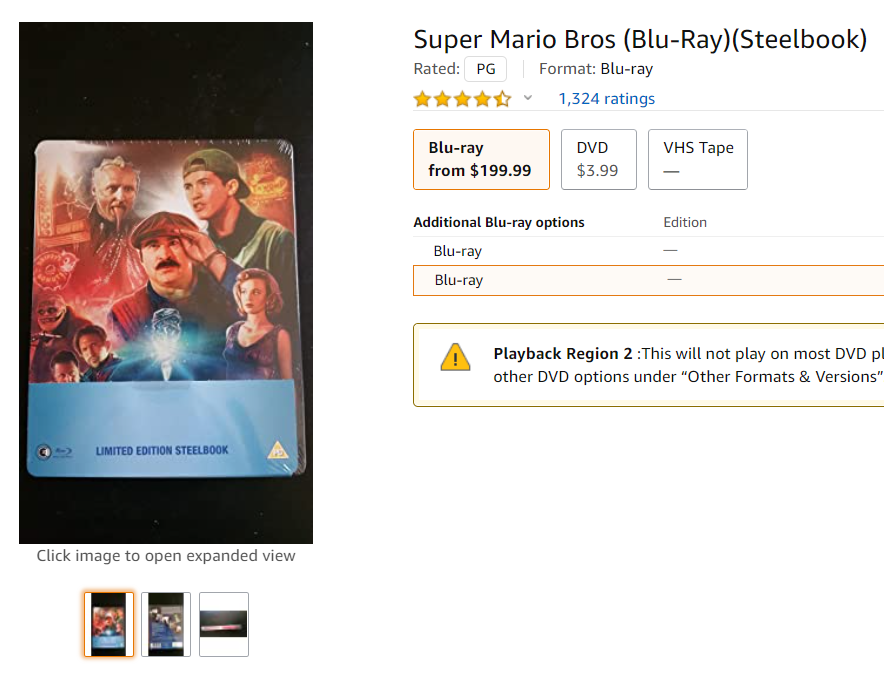 Super Mario Bros (Blu-Ray)(Steelbook)
Rated: PG Format: Blu-ray
1,324 ratings
Blu-ray
from $199.99
DVD
$3.99
VHS Tape
—
Additional Blu-ray options Edition
Blu-ray —
Blu-ray —
Playback Region 2 :This will not play on most DVD pl
other DVD options under “Other Formats & Versions”
LIMITED EDITION STEELBOOK
PG
Click image to open expanded view